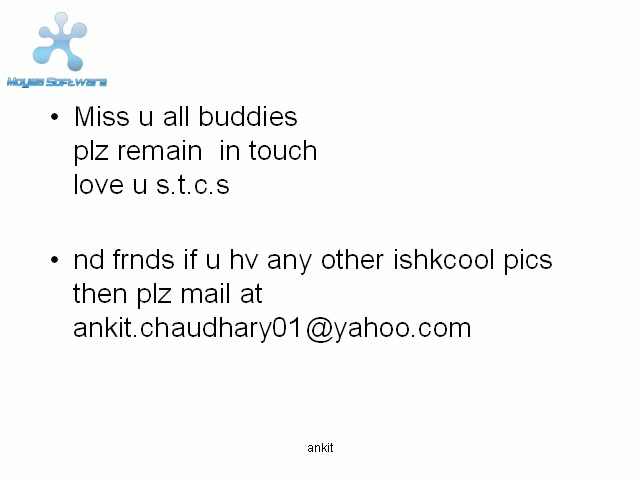 Moyea Software
• Miss u all buddies
plz remain  in touch
love u s.t.c.s
• nd frnds if u hv any other ishkcool pics
then plz mail at
ankit.chaudhary01@yahoo.com
ankit